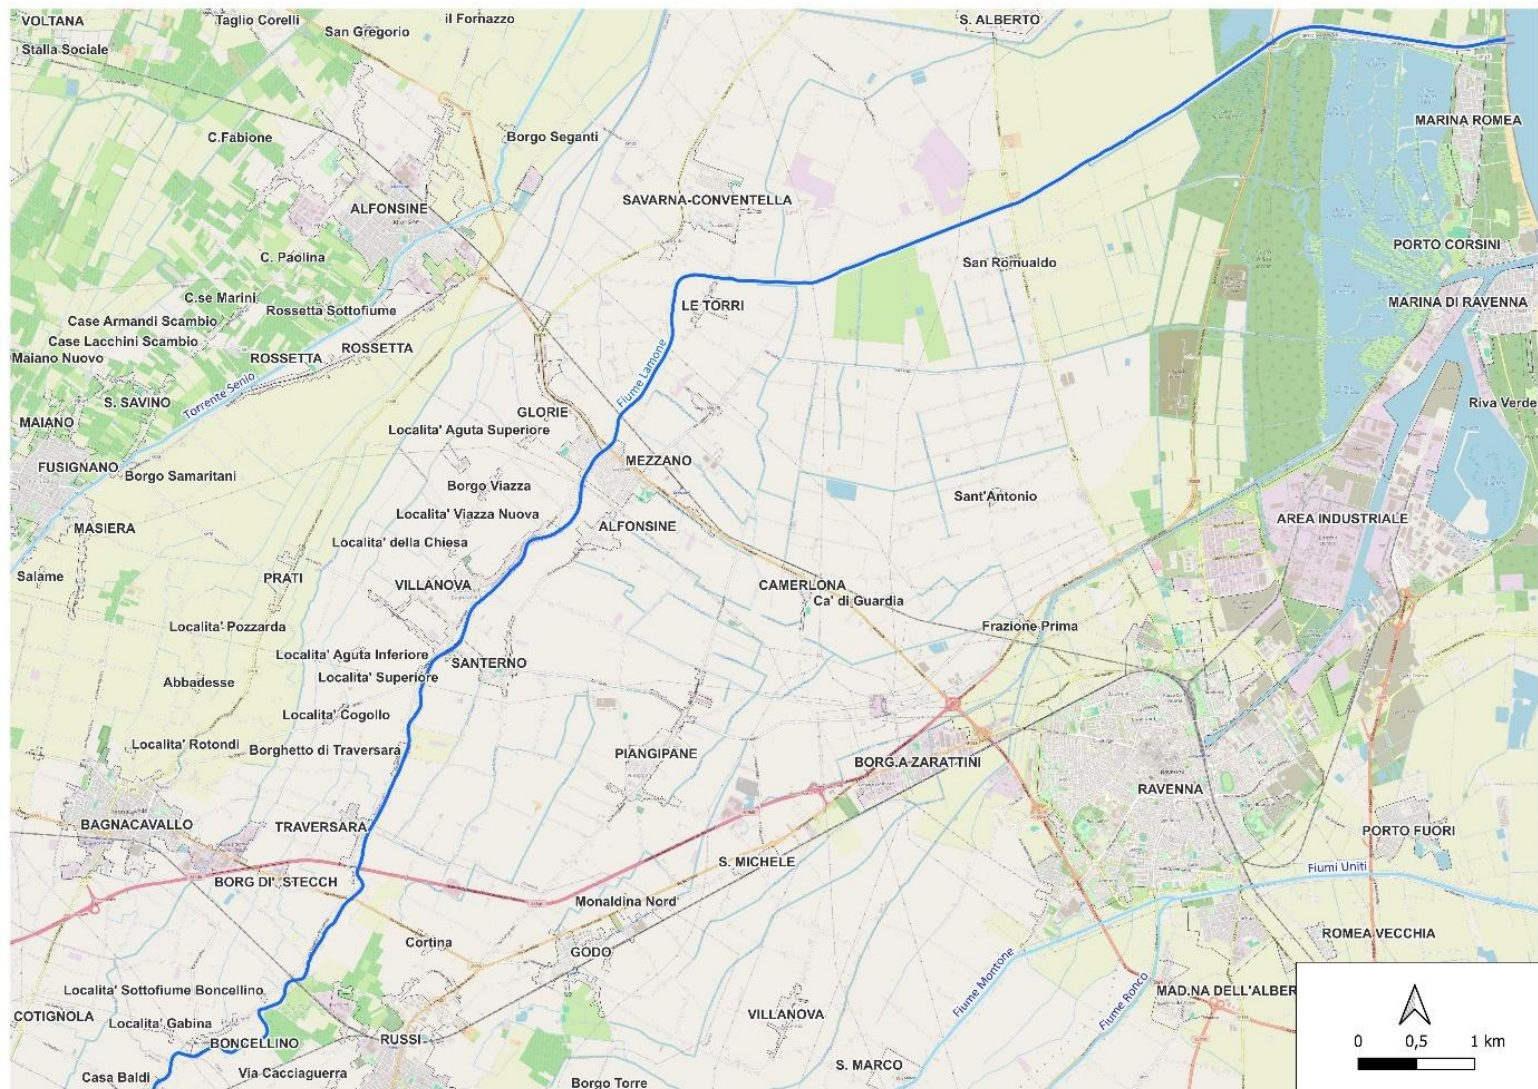 VOLTANA
Taglio Corelli
il Fornazzo
S. ALBERTO
San Gregorio
Stalla Sociale
C.Fabione
Borgo Seganti
MARINA ROMEA
SAVARNA-CONVENTELLA
ALFONSINE
C. Paolina
San Romualdo
PORTO CORSINI
C.se Marini
Rossetta Sottofiume
LE TORRI
MARINA DI RAVENNA
Case Armandi Scambio
Case Lacchini Scambio
ROSSETTA
Maiano Nuovo
ROSSETTA
Fiume Lamone
Torrente Senio
S. SAVINO
Riva Verde
MAIANO
GLORIE
Localita' Aguta Superiore
MEZZANO
FUSIGNANO
Borgo Samaritani
Borgo Viazza
Sant'Antonio
Localita' Viazza Nuova
MASIERA
ALFONSINE
AREA INDUSTRIALE
Localita' della Chiesa
Salame
PRATI
VILLANOVA
CAMERLONA
Ca' di Guardia
Localita' Pozzarda
Frazione Prima
Localita' Aguta Inferiore
SANTERNO
Localita' Superiore
Abbadesse
Localita' Cogollo
Localita' Rotondi
Borghetto di Traversara
PIANGIPANE
BORG.A ZARATTINI
RAVENNA
BAGNACAVALLO
TRAVERSARA
PORTO FUORI
S. MICHELE
Fiumi Uniti
BORG DI'. STECCH
Monaldina Nord
ROMEA VECCHIA
Cortina
GODO
Fiume Montone
Fiume Ronco
Localita' Sottofiume Boncellino
MAD.NA DELL'ALBER
COTIGNOLA
Localita' Gabina
VILLANOVA
BONCELLINO
RUSSI
0 0,5 1 km
S. MARCO
Casa Baldi
Via Cacciaguerra
Borgo Torre